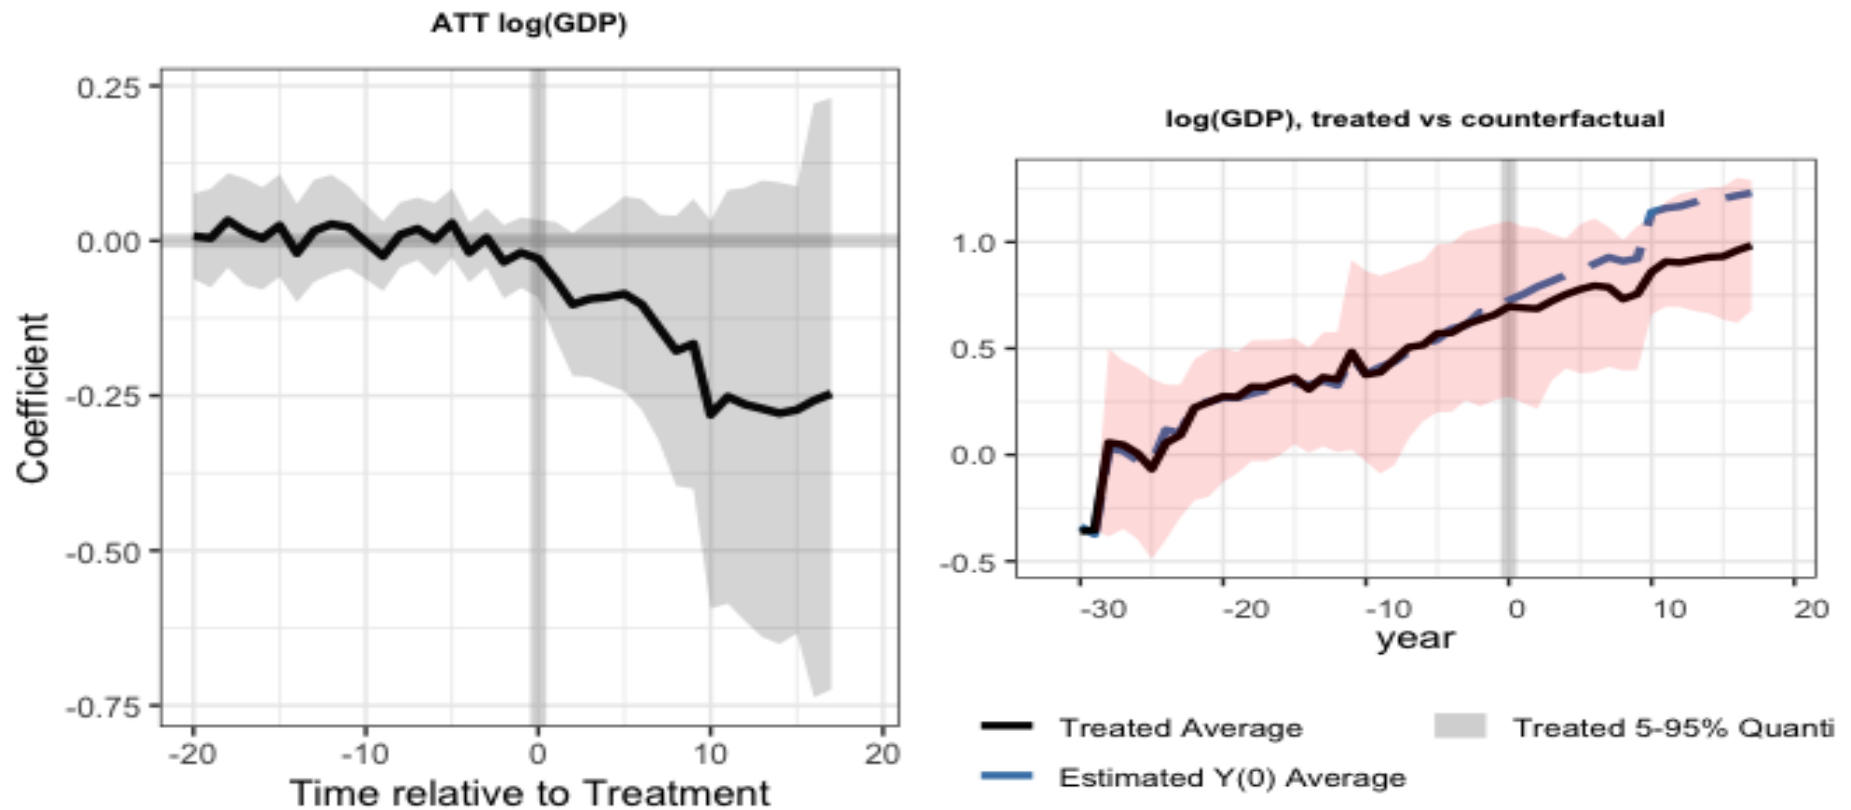 ATT log(GDP)
0.25
0.00
-0.25
-0.50
-0.75
Coefficient
-20 -10 0 10 20
Time relative to Treatment
log(GDP), treated vs counterfactual
1.0
0.5
0.0
-0.5
-30 -20 -10 0 10 20
year
Treated Average
Treated 5-95% Quanti
Estimated Y(0) Average